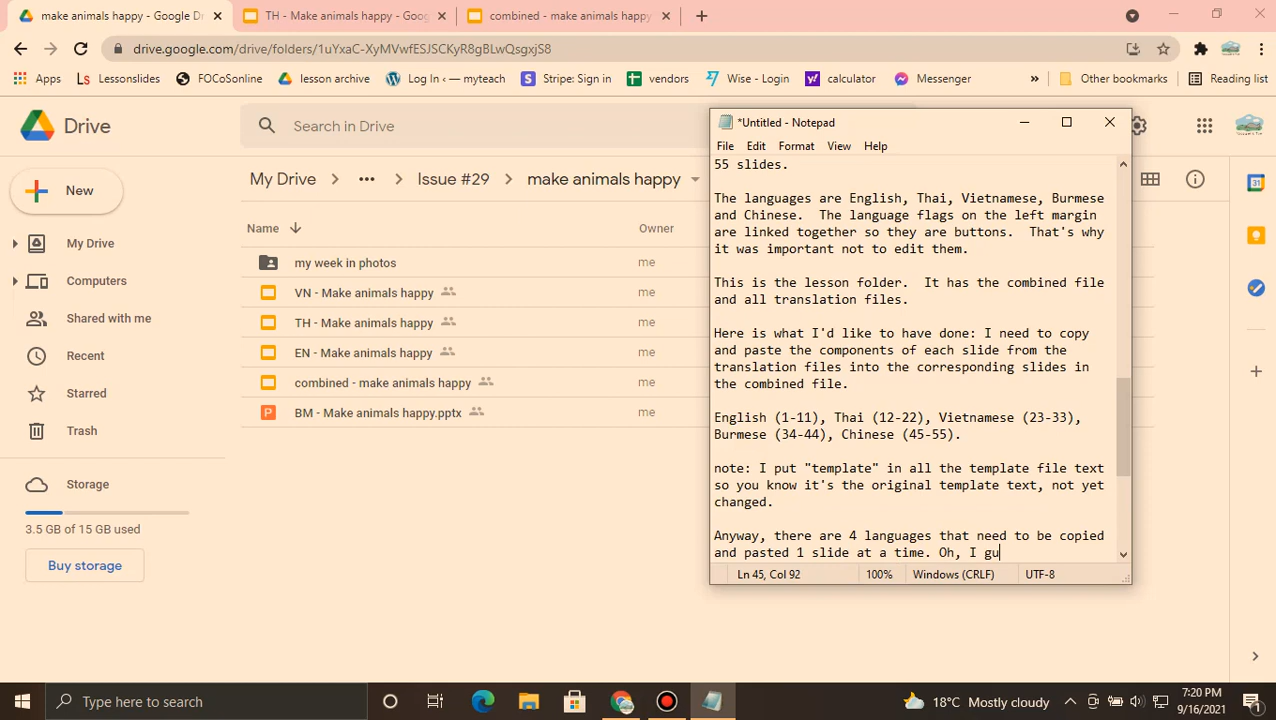 make animals happy - Google D
TH - Make animals happy - Goog
combined - make animals happy
drive.google.com/drive/folders/1uYxaC-XyMVwfESJSCKyR8gBLwQsgxjS8
Apps
Lessonslides
FOCoSonline
lesson archive
Log In ‹ — myteach
Stripe: Sign in
vendors
Wise - Login
calculator
Messenger
»
Other bookmarks
Reading list
Drive
Search in Drive
New
My Drive
Computers
Shared with me
Recent
Starred
Trash
Storage
3.5 GB of 15 GB used
Buy storage
My Drive
Issue #29
make animals happy
Name
Owner
my week in photos
me
VN - Make animals happy
me
TH - Make animals happy
me
EN - Make animals happy
me
combined - make animals happy
me
BM - Make animals happy.pptx
me
*Untitled - Notepad
File Edit Format View Help
55 slides.
The languages are English, Thai, Vietnamese, Burmese
and Chinese.  The language flags on the left margin
are linked together so they are buttons.  That's why
it was important not to edit them.
This is the lesson folder.  It has the combined file
and all translation files.
Here is what I'd like to have done: I need to copy
and paste the components of each slide from the
translation files into the corresponding slides in
the combined file.
English (1-11), Thai (12-22), Vietnamese (23-33),
Burmese (34-44), Chinese (45-55).
note: I put "template" in all the template file text
so you know it's the original template text, not yet
changed.
Anyway, there are 4 languages that need to be copied
and pasted 1 slide at a time. Oh, I gu
Ln 45, Col 92
100%
Windows (CRLF)
UTF-8
Type here to search
18°C Mostly cloudy
7:20 PM
9/16/2021